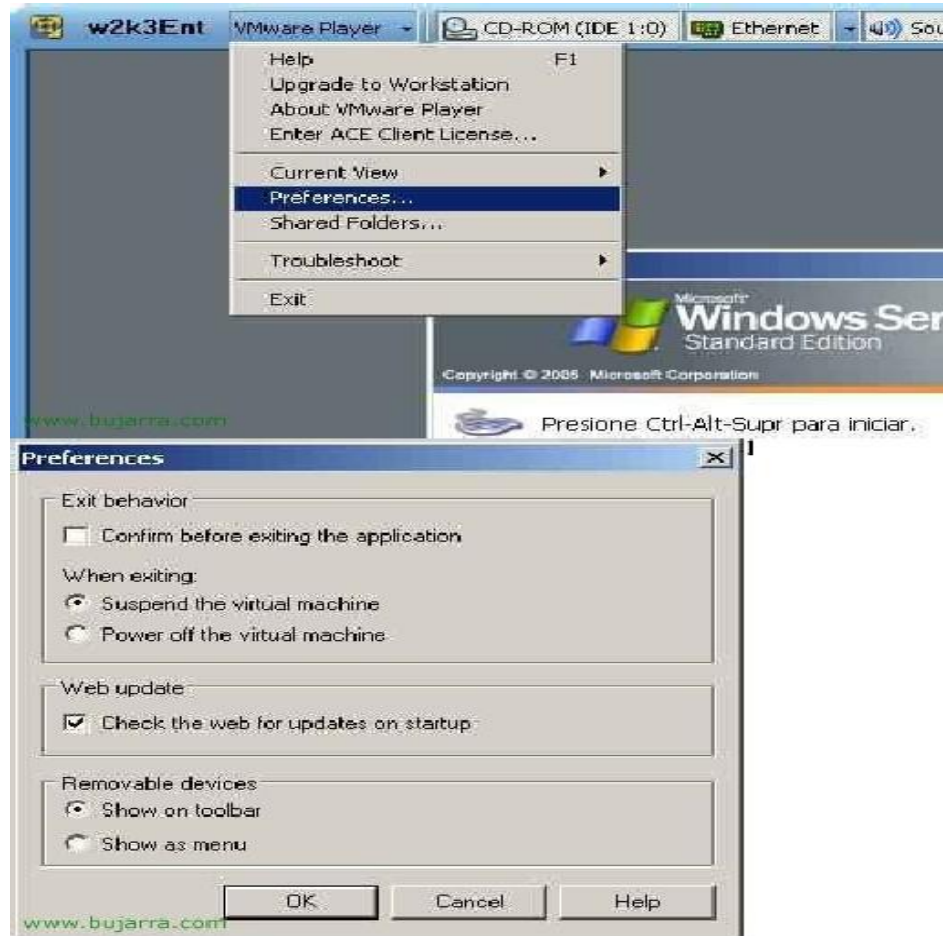 w2k3Ent VMware Player CD-ROM (IDE 1:0) Ethernet Sou
Help F1
Upgrade to Workstation
About VMware Player
Enter ACE Client License...
Current View
Preferences...
Shared Folders...
Troubleshoot
Exit
Microsoft
Windows Ser
Standard Edition
Copyright © 2005 Microsoft Corporation
www.bujarra.com
Presione Ctrl-Alt-Supr para iniciar.
Preferences
Exit behavior
Confirm before exiting the application
When exiting:
Suspend the virtual machine
Power off the virtual machine
Web update
Check the web for updates on startup
Removable devices
Show on toolbar
Show as menu
OK Cancel Help
www.bujarra.com